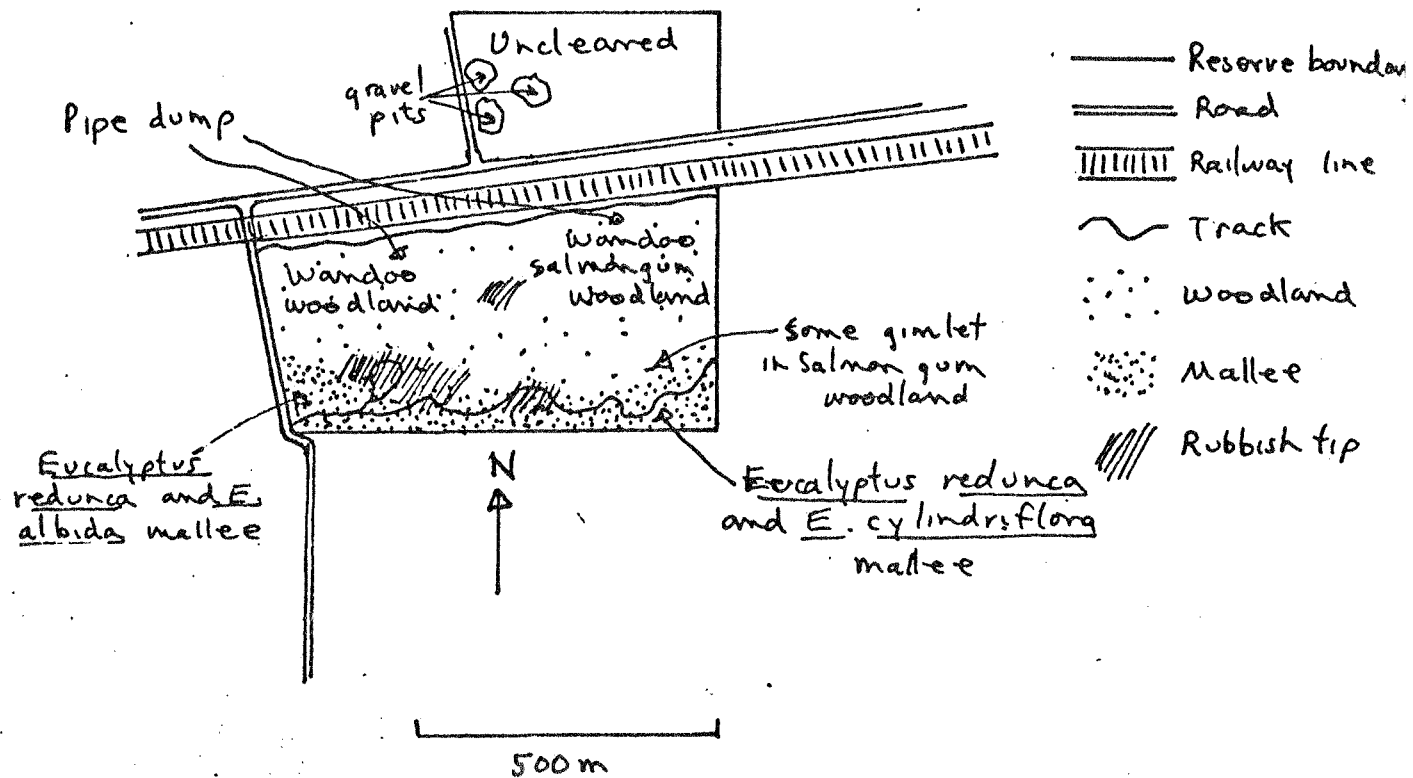 Uncleared
gravel
pits
Pipe dump
Reserve boundary
Road
Railway line
Track
Woodland
Mallee
Rubbish tip
Wandoo
woodland
Wandoo
Salmon gum
woodland
Some gimlet
in Salmon gum
woodland
Eucalyptus
redunca and E.
albida mallee
N
Eucalyptus redunca
and E. cylindriflora
mallee
500 m